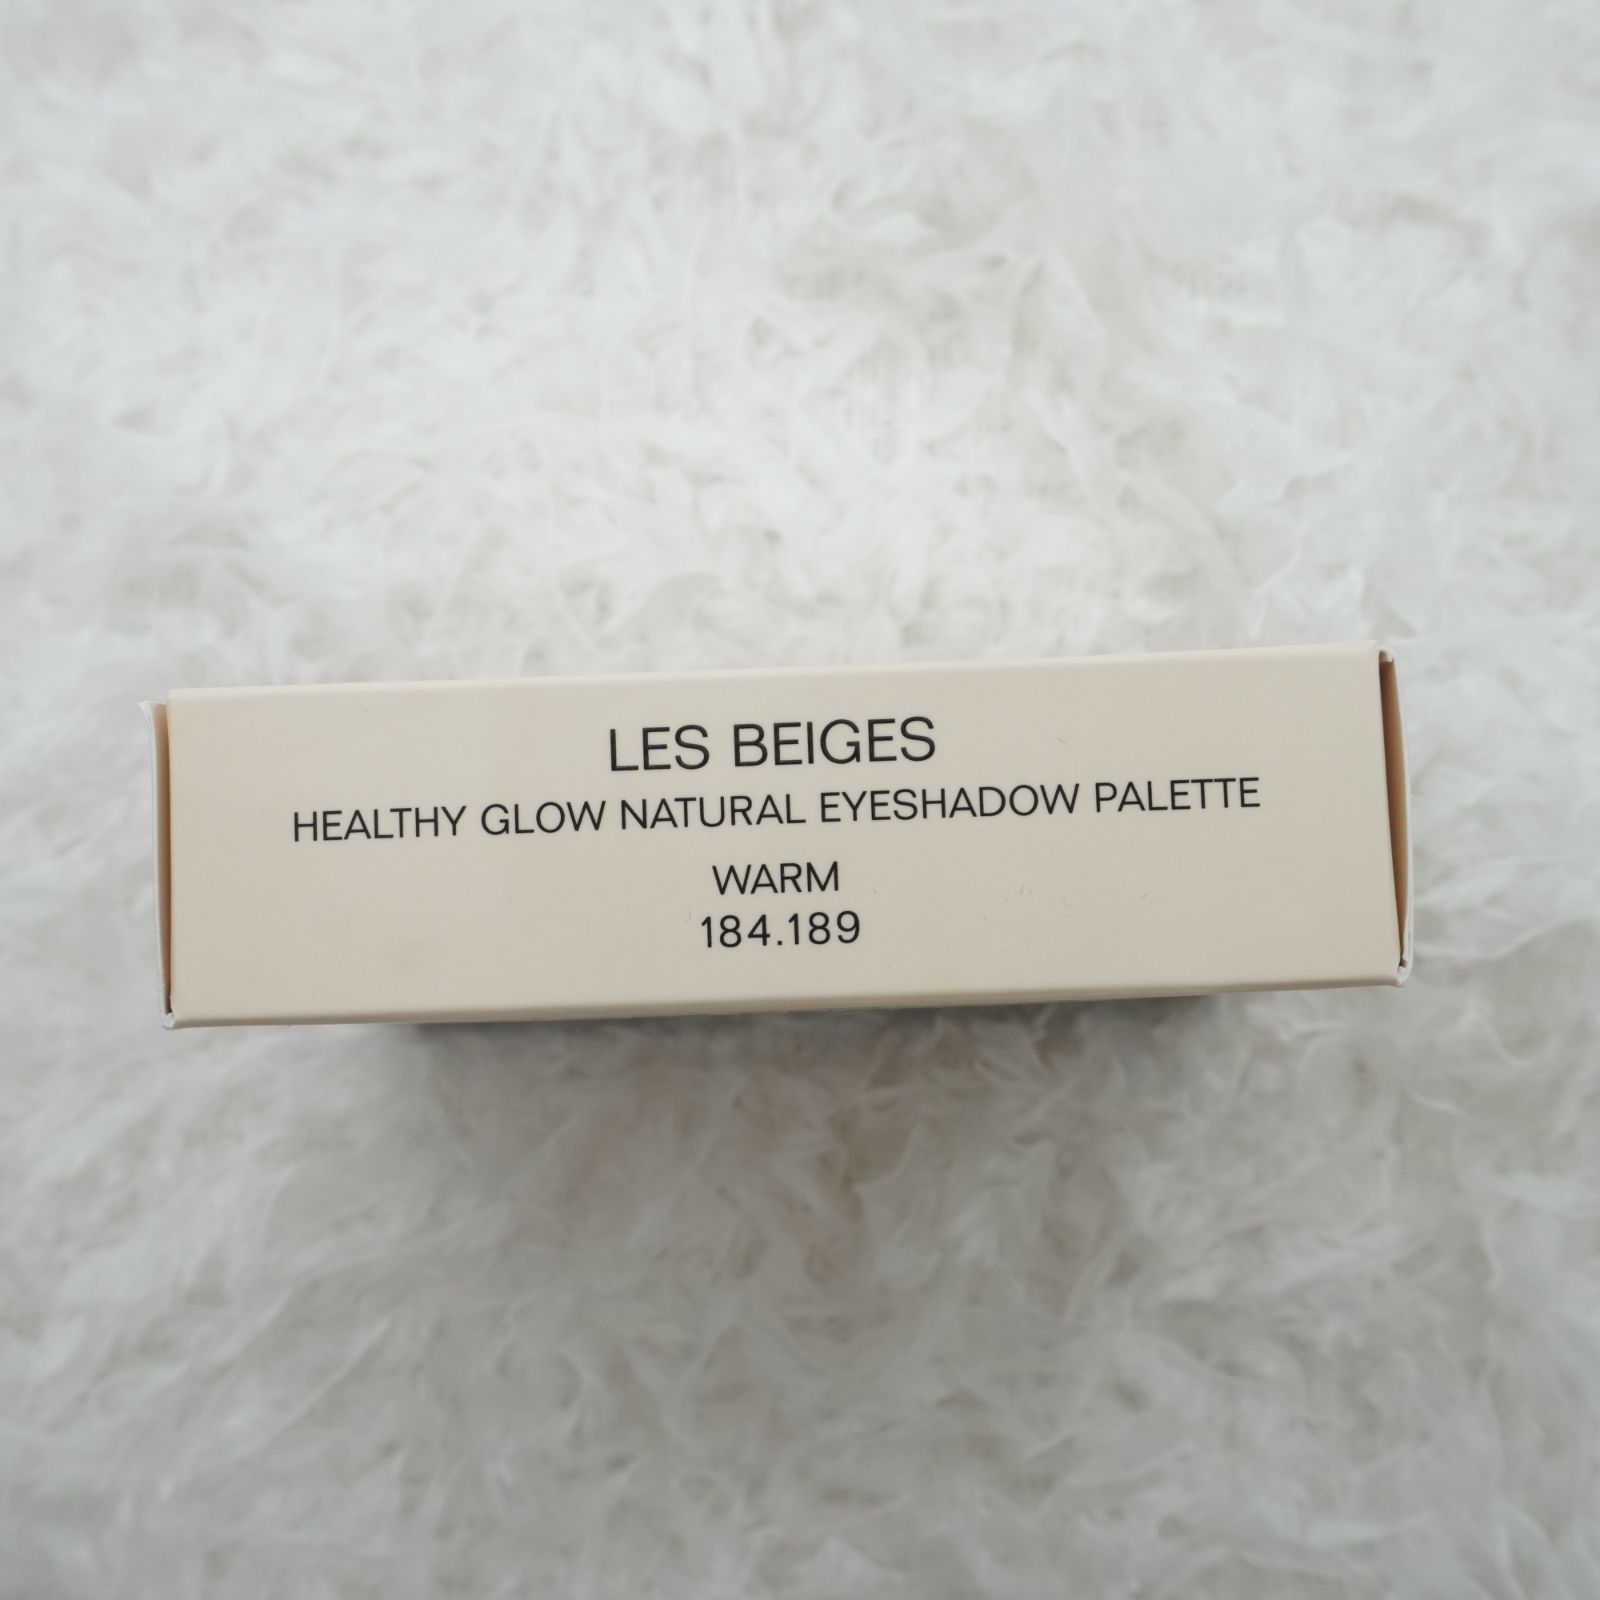 LES BEIGES
HEALTHY GLOW NATURAL EYESHADOW PALETTE
WARM
184.189